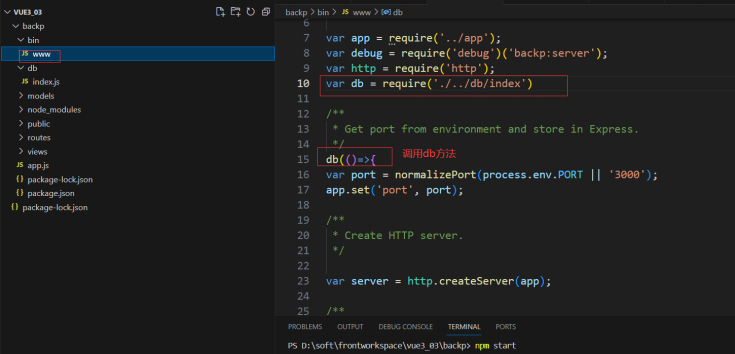 VUE3_03
backp
bin
JS www
db
JS index.js
models
node_modules
public
routes
views
JS app.js
{} package-lock.json
{} package.json
{} package-lock.json
backp > bin > JS www > db
6
7 var app = require('../app');
8 var debug = require('debug')('backp:server');
9 var http = require('http');
10 var db = require('./../db/index')
11
12 /**
13 * Get port from environment and store in Express.
14 */
15 db(()=>{ 调用db方法
16 var port = normalizePort(process.env.PORT || '3000');
17 app.set('port', port);
18
19 /**
20 * Create HTTP server.
21 */
22
23 var server = http.createServer(app);
24
25 /**
PROBLEMS OUTPUT DEBUG CONSOLE TERMINAL PORTS
PS D:\soft\frontworkspace\vue3_03\backp> npm start